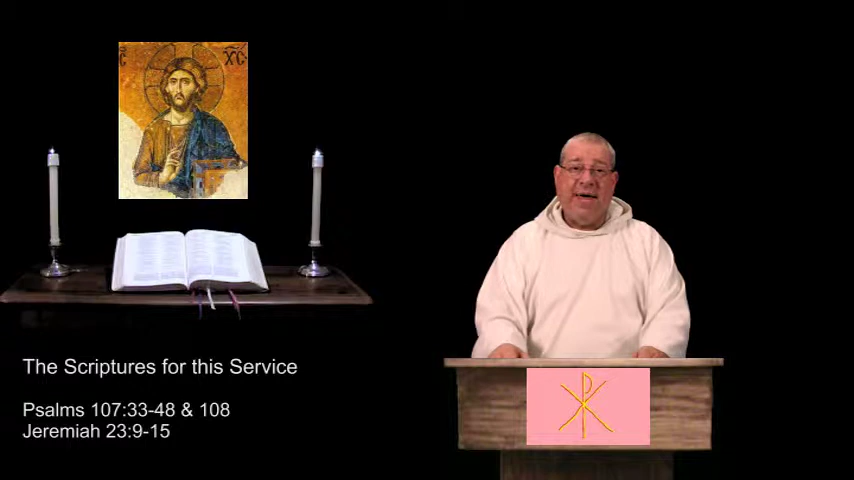 The Scriptures for this Service
Psalms 107:33-48 & 108
Jeremiah 23:9-15